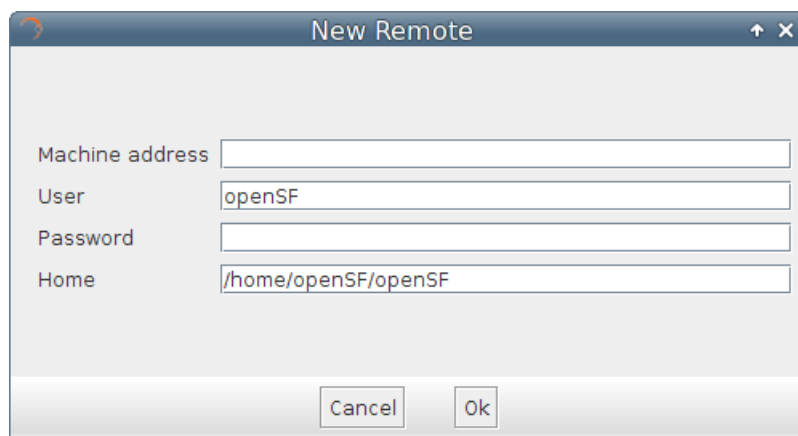 New Remote
Machine address
User openSF
Password
Home /home/openSF/openSF
Cancel Ok